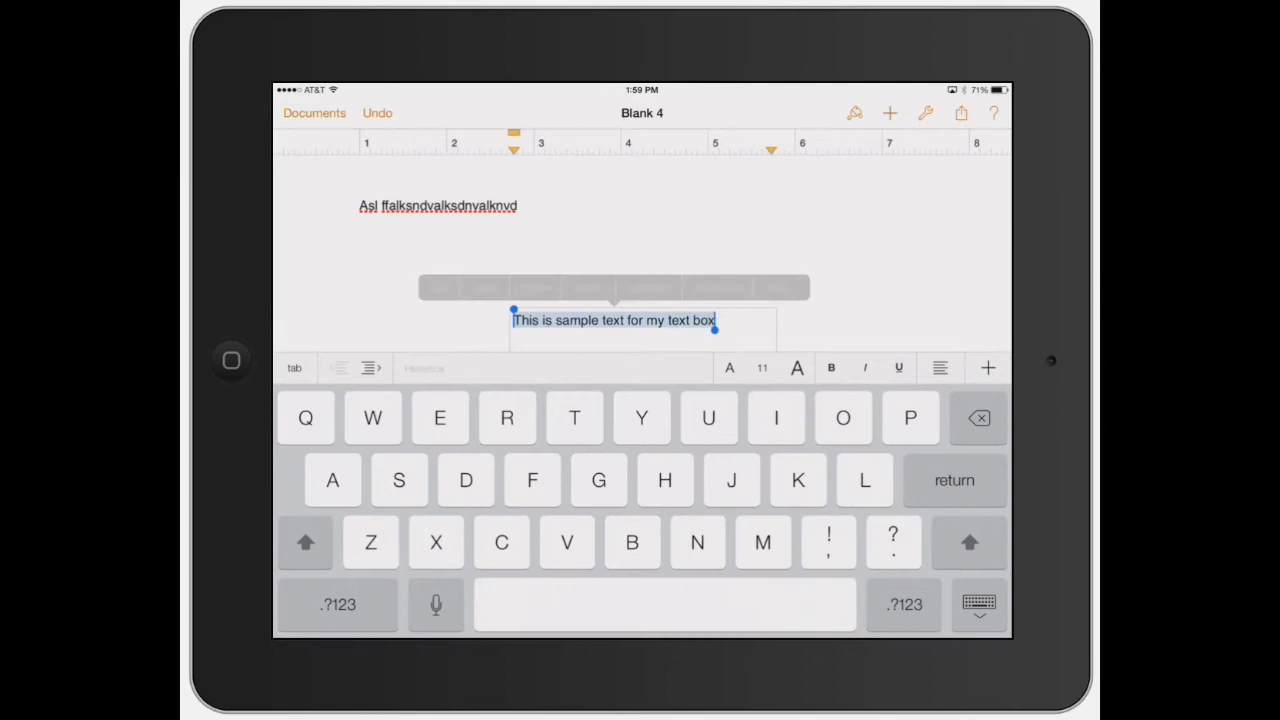 AT&T 1:59 PM 71%
Documents Undo Blank 4 ?
1 2 3 4 5 6 7 8
Asl ffalksndvalksdnvalknvd
This is sample text for my text box
tab Helvetica A 11 A B I U
Q W E R T Y U I O P
A S D F G H J K L return
Z X C V B N M ! , ? .
.?123 .?123